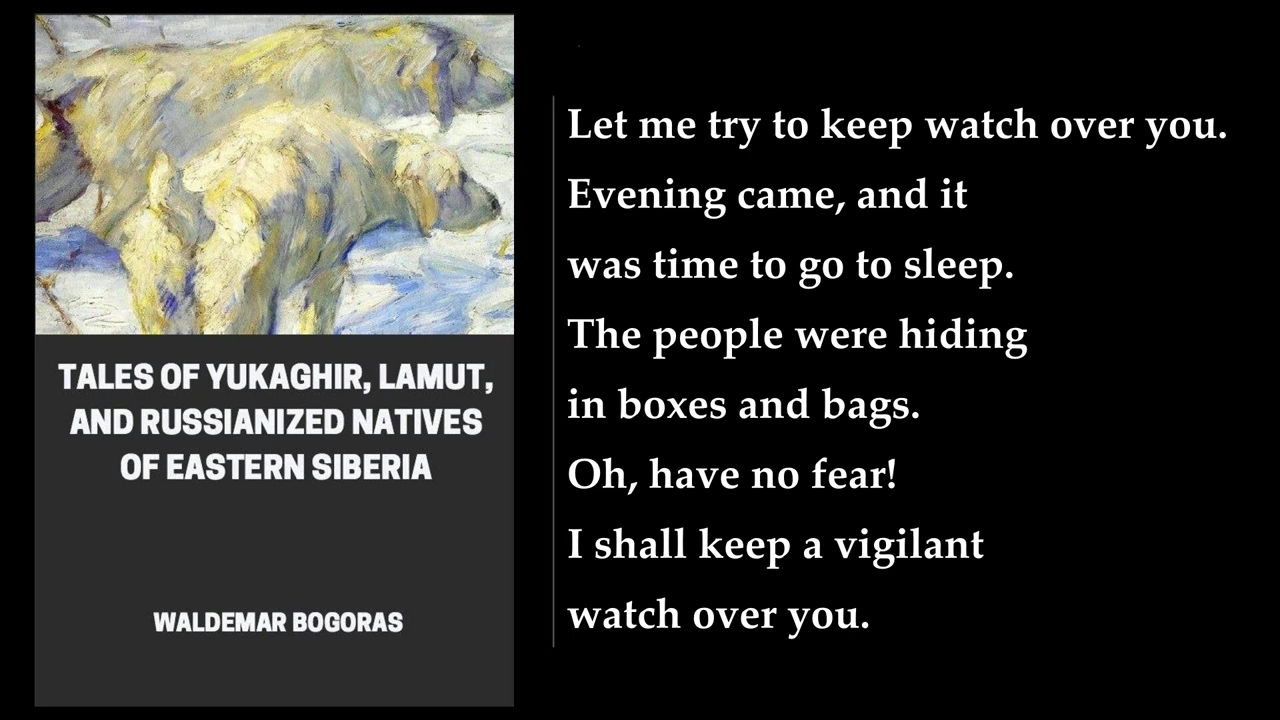 TALES OF YUKAGHIR, LAMUT,
AND RUSSIANIZED NATIVES
OF EASTERN SIBERIA
WALDEMAR BOGORAS
Let me try to keep watch over you.
Evening came, and it
was time to go to sleep.
The people were hiding
in boxes and bags.
Oh, have no fear!
I shall keep a vigilant
watch over you.